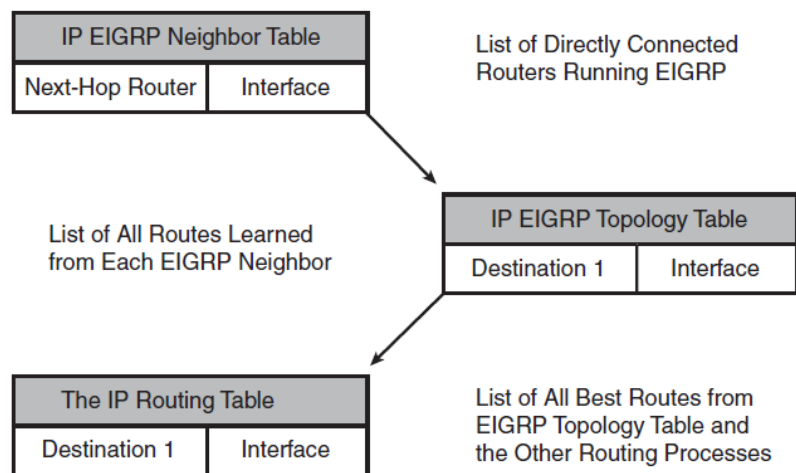 IP EIGRP Neighbor Table
Next-Hop Router
Interface
List of Directly Connected
Routers Running EIGRP
List of All Routes Learned
from Each EIGRP Neighbor
IP EIGRP Topology Table
Destination 1
Interface
The IP Routing Table
Destination 1
Interface
List of All Best Routes from
EIGRP Topology Table and
the Other Routing Processes